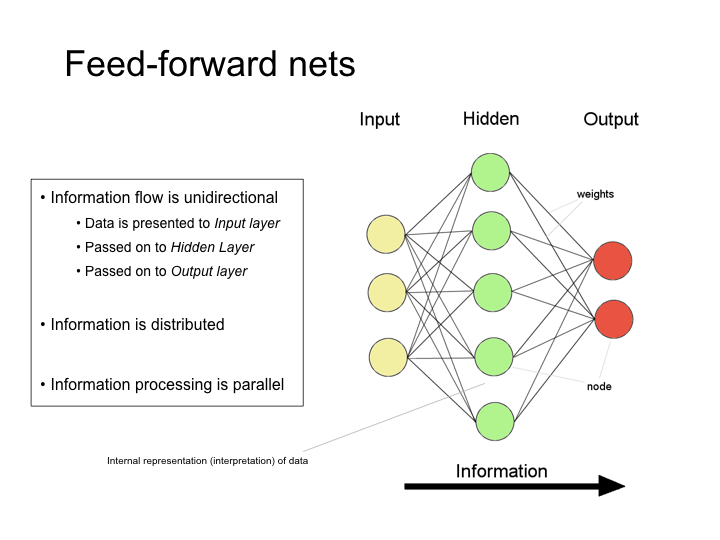 Feed-forward nets
Input
Hidden
Output
• Information flow is unidirectional
• Data is presented to Input layer
• Passed on to Hidden Layer
• Passed on to Output layer
• Information is distributed
• Information processing is parallel
weights
node
Internal representation (interpretation) of data
Information